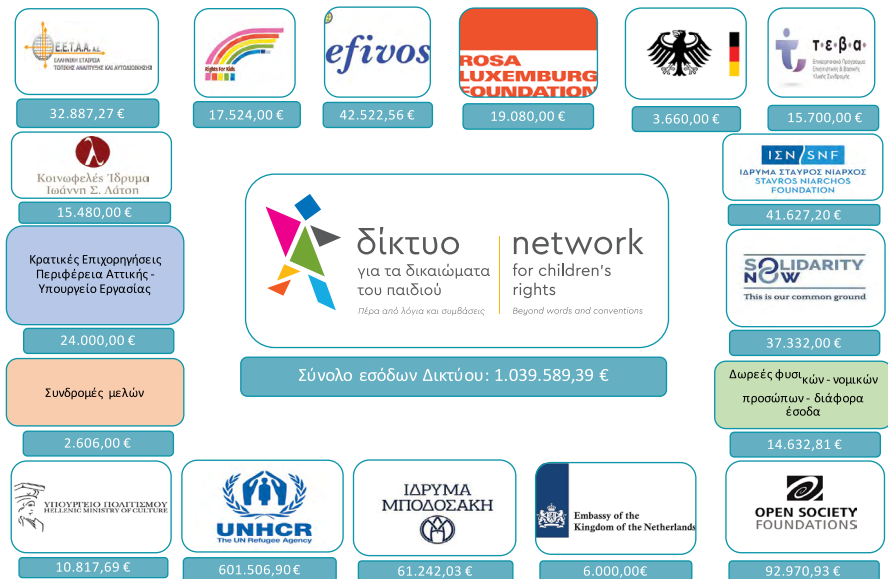 Ε.Ε.Τ.Α.Α. Α.Ε.
ΕΛΛΗΝΙΚΗ ΕΤΑΙΡΕΙΑ
ΤΟΠΙΚΗΣ ΑΝΑΠΤΥΞΗΣ ΚΑΙ ΑΥΤΟΔΙΟΙΚΗΣΗΣ
32.887,27 €
Rights for Kids
17.524,00 €
efivos
42.522,56 €
ROSA
LUXEMBURG
FOUNDATION
19.080,00 €
3.660,00 €
τ·ε·β·α·
Επιχειρησιακό Πρόγραμμα
Επισιτιστικής & Βασικής
Υλικής Συνδρομής
15.700,00 €
Κοινωφελές Ίδρυμα
Ιωάννη Σ. Λάτση
15.480,00 €
ΙΣΝ/SNF
ΙΔΡΥΜΑ ΣΤΑΥΡΟΣ ΝΙΑΡΧΟΣ
STAVROS NIARCHOS
FOUNDATION
41.627,20 €
Κρατικές Επιχορηγήσεις
Περιφέρεια Αττικής -
Υπουργείο Εργασίας
24.000,00 €
δίκτυο
για τα δικαιώματα
του παιδιού
Πέρα από λόγια και συμβάσεις
network
for children's
rights
Beyond words and conventions
Σύνολο εσόδων Δικτύου: 1.039.589,39 €
SOLIDARITY
NOW
This is our common ground
37.332,00 €
Συνδρομές μελών
2.606,00 €
Δωρεές φυσικών - νομικών
προσώπων - διάφορα
έσοδα
14.632,81 €
ΥΠΟΥΡΓΕΙΟ ΠΟΛΙΤΙΣΜΟΥ
HELLENIC MINISTRY OF CULTURE
10.817,69 €
UNHCR
The UN Refugee Agency
601.506,90€
ΙΔΡΥΜΑ
ΜΠΟΔΟΣΑΚΗ
61.242,03 €
Embassy of the
Kingdom of the Netherlands
6.000,00€
OPEN SOCIETY
FOUNDATIONS
92.970,93 €